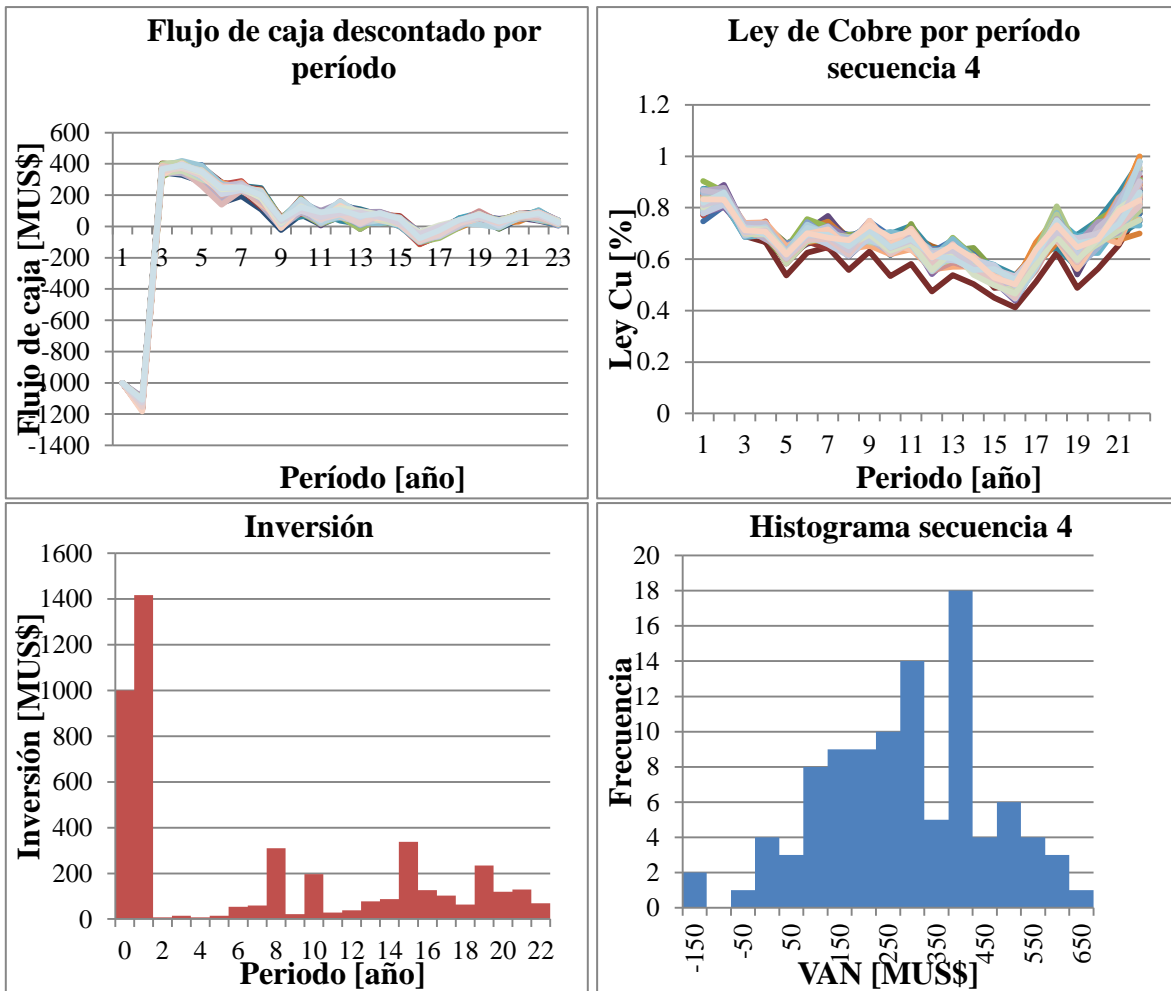 Flujo de caja descontado por
período
600
400
200
0
-200
-400
-600
-800
-1000
-1200
-1400
Flujo de caja [MUS$]
1 3 5 7 9 11 13 15 17 19 21 23
Período [año]
Ley de Cobre por período
secuencia 4
1.2
1
0.8
0.6
0.4
0.2
0
Ley Cu [%]
1 3 5 7 9 11 13 15 17 19 21
Periodo [año]
Inversión
1600
1400
1200
1000
800
600
400
200
0
Inversión [MUS$]
0 2 4 6 8 10 12 14 16 18 20 22
Periodo [año]
Histograma secuencia 4
20
18
16
14
12
10
8
6
4
2
0
Frecuencia
-150 -50 50 150 250 350 450 550 650
VAN [MUS$]